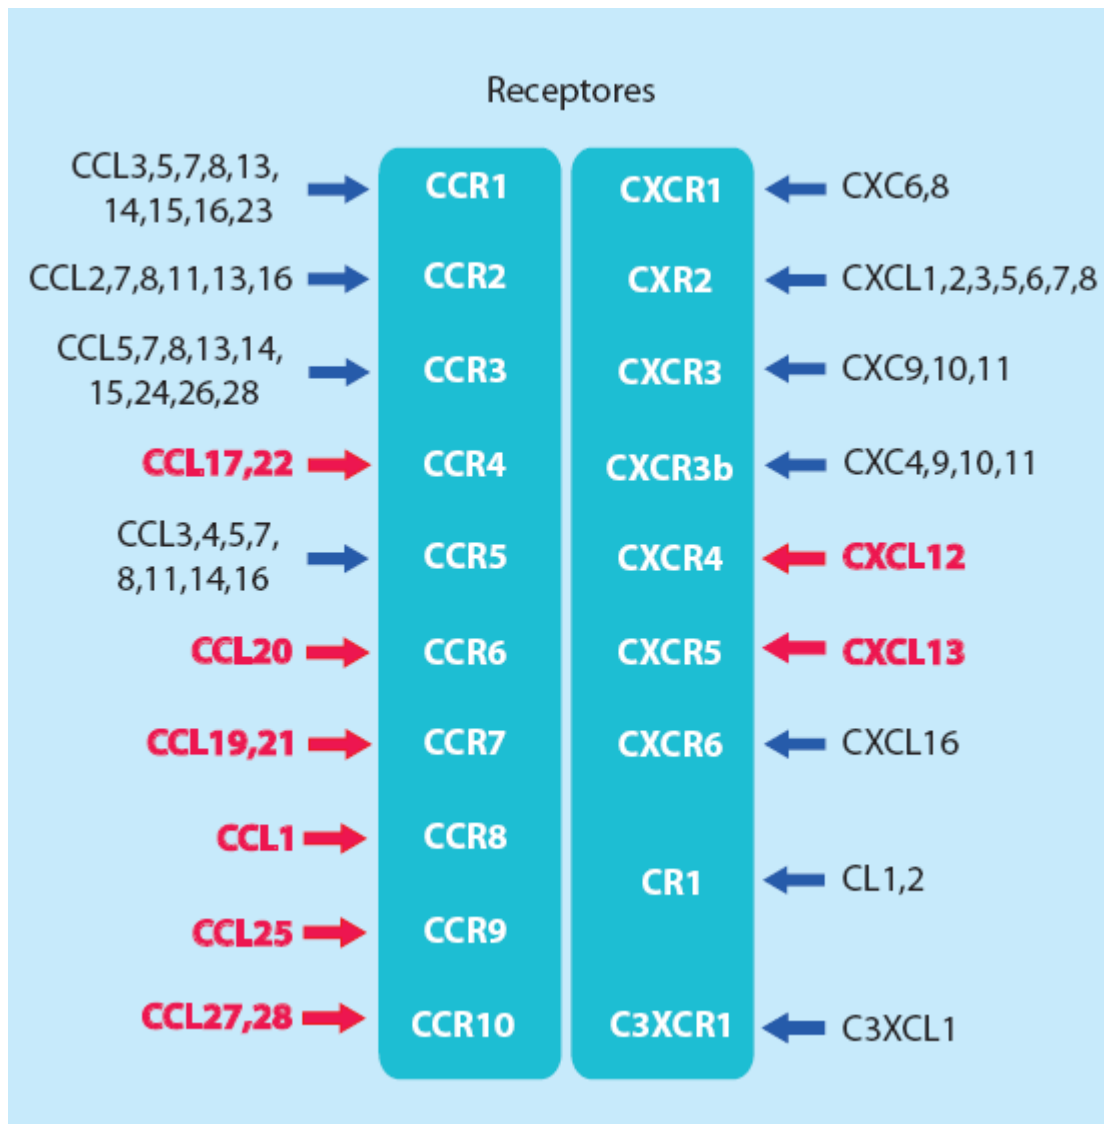 Receptores
CCL3,5,7,8,13,
14,15,16,23
CCR1
CXCR1
CXC6,8
CCL2,7,8,11,13,16
CCR2
CXR2
CXCL1,2,3,5,6,7,8
CCL5,7,8,13,14,
15,24,26,28
CCR3
CXCR3
CXC9,10,11
CCL17,22
CCR4
CXCR3b
CXC4,9,10,11
CCL3,4,5,7,
8,11,14,16
CCR5
CXCR4
CXCL12
CCL20
CCR6
CXCR5
CXCL13
CCL19,21
CCR7
CXCR6
CXCL16
CCL1
CCR8
CR1
CL1,2
CCL25
CCR9
CCL27,28
CCR10
C3XCR1
C3XCL1